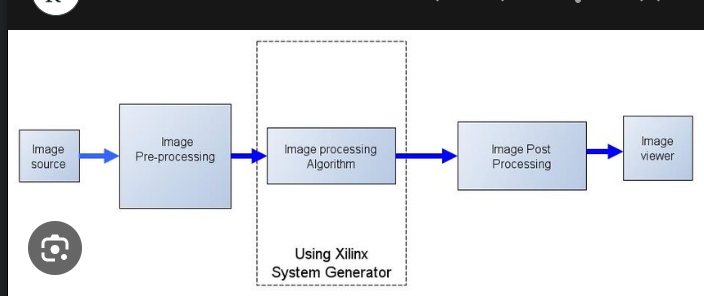 Image
source
Image
Pre-processing
Image processing
Algorithm
Image Post
Processing
Image
viewer
Using Xilinx
System Generator